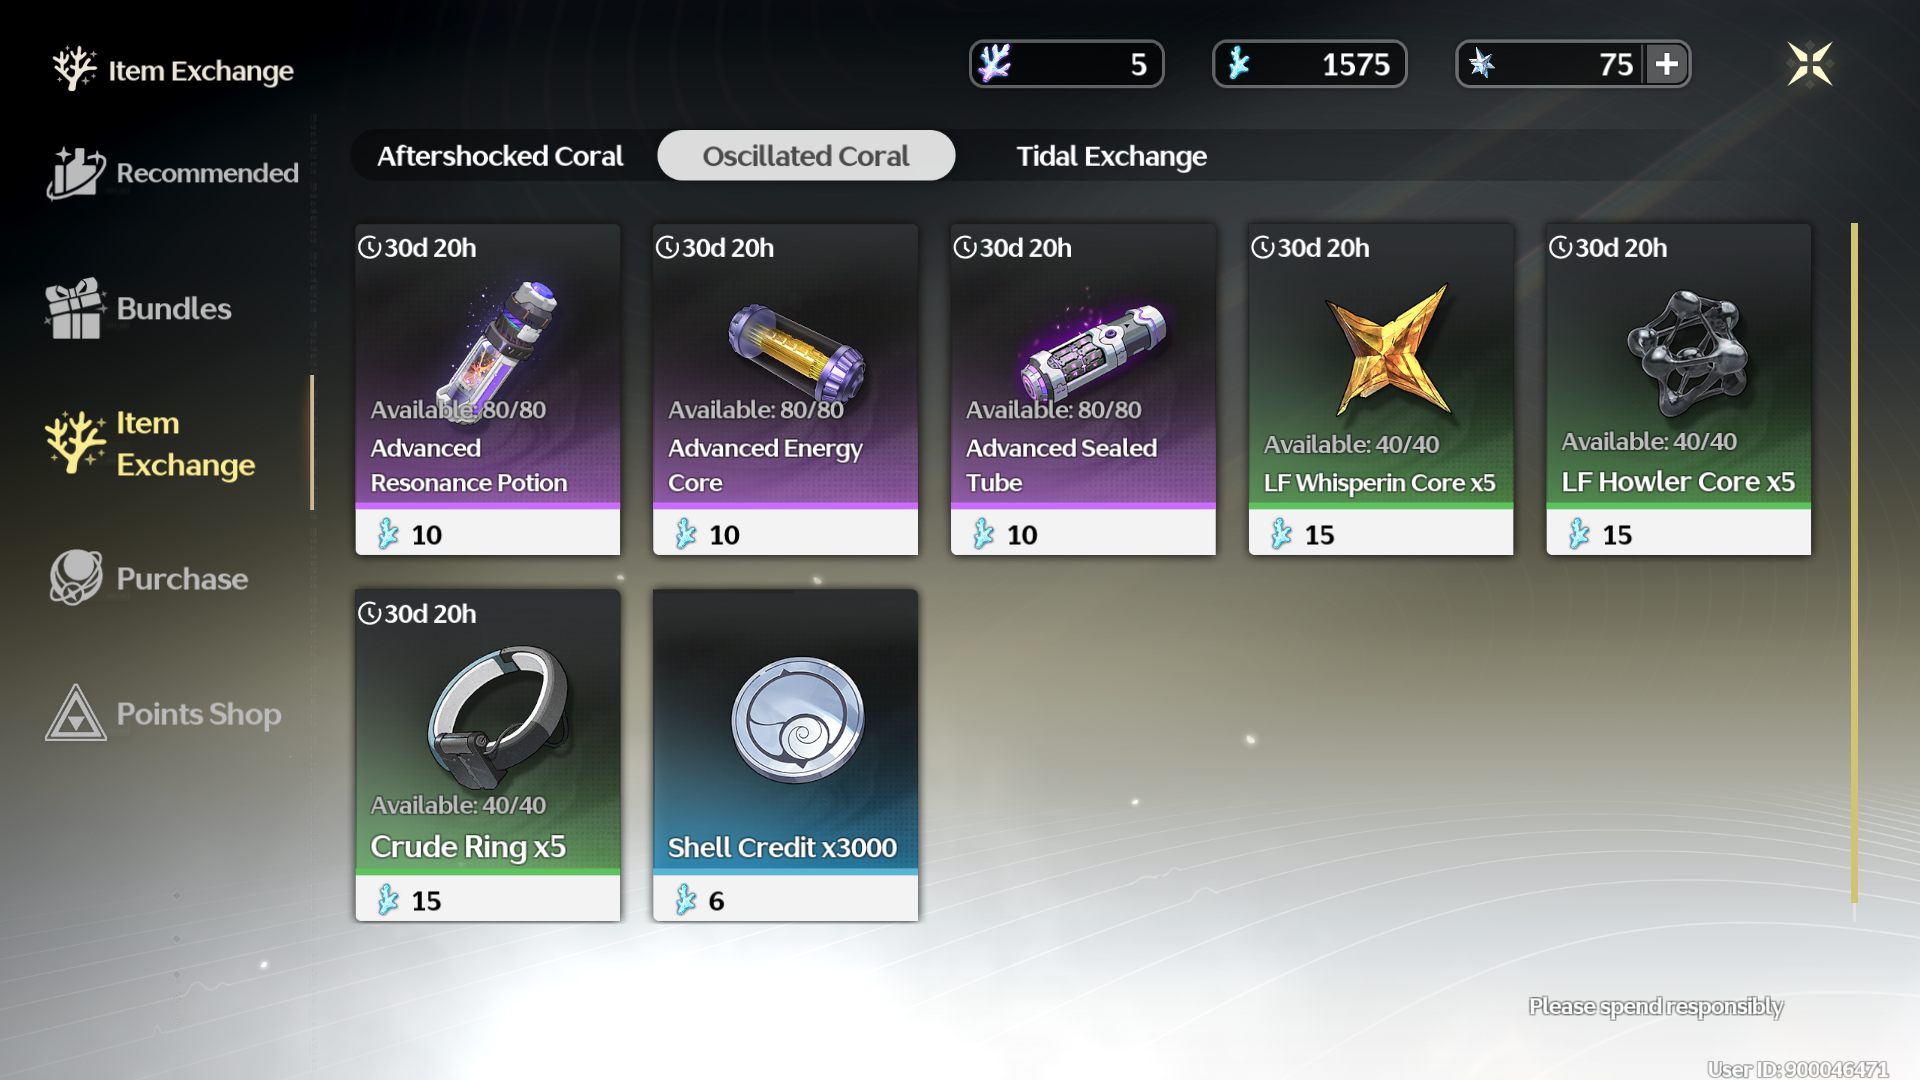 Item Exchange
5
1575
75
Recommended
Bundles
Item
Exchange
Purchase
Points Shop
Aftershocked Coral
Oscillated Coral
Tidal Exchange
30d 20h
Available: 80/80
Advanced
Resonance Potion
10
30d 20h
Available: 80/80
Advanced Energy
Core
10
30d 20h
Available: 80/80
Advanced Sealed
Tube
10
30d 20h
Available: 40/40
LF Whisperin Core x5
15
30d 20h
Available: 40/40
LF Howler Core x5
15
30d 20h
Available: 40/40
Crude Ring x5
15
Shell Credit x3000
6
Please spend responsibly
User ID: 900046471